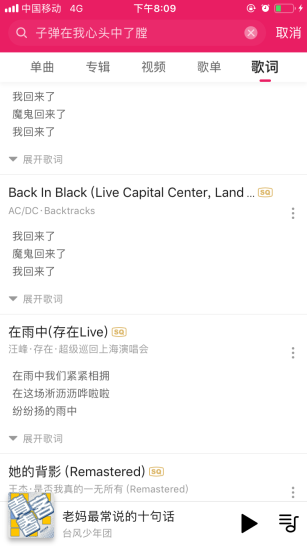 中国移动 4G 下午8:09
子弹在我心头中了膛 取消
单曲 专辑 视频 歌单 歌词
我回来了
魔鬼回来了
我来了
展开歌词
Back In Black (Live Capital Center, Land... SQ
AC/DC·Backtracks
我回来了
魔鬼回来了
我来了
展开歌词
在雨中(存在Live) SQ
汪峰·存在·超级巡回上海演唱会
在雨中我们紧紧相拥
在这场淅沥沥哗啦啦
纷纷扬的雨中
展开歌词
她的背影 (Remastered) SQ
王杰·是否我真的一无所有 (Remastered)
老妈最常说的十句话
台风少年团